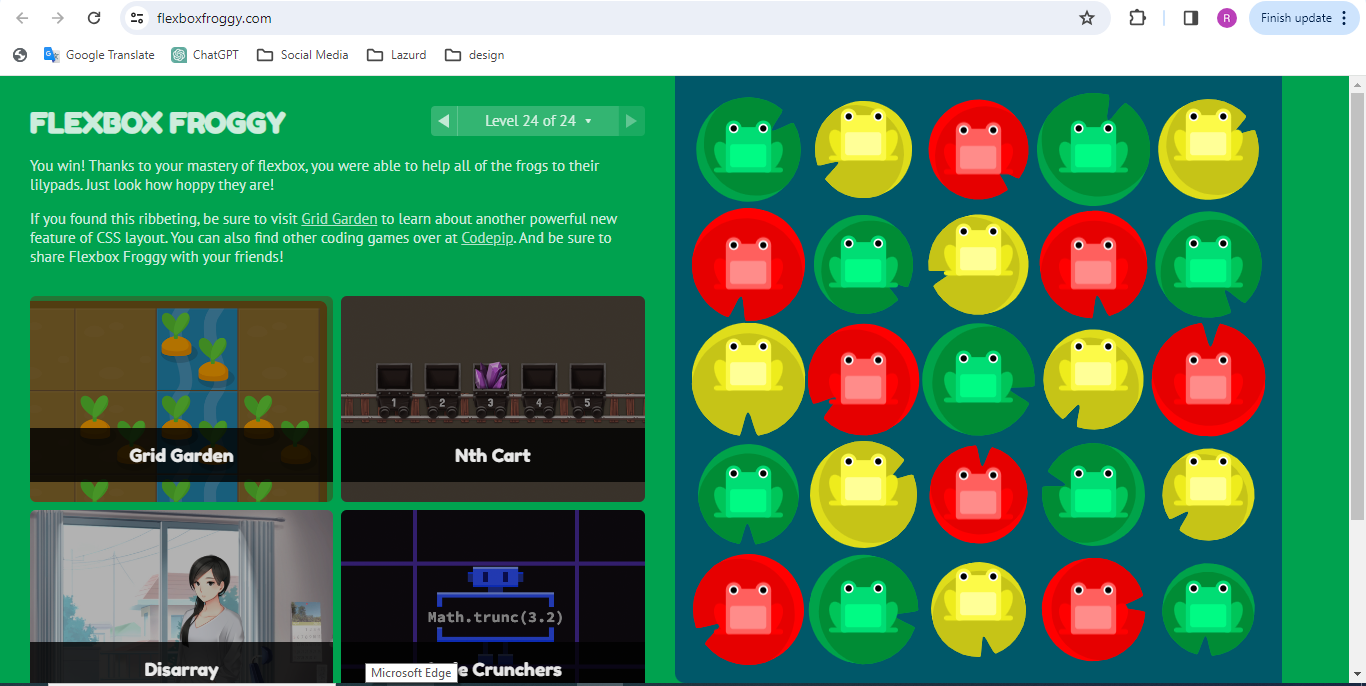 flexboxfroggy.com
R
Finish update
Google Translate
ChatGPT
Social Media
Lazurd
design
FLEXBOX FROGGY
Level 24 of 24
You win! Thanks to your mastery of flexbox, you were able to help all of the frogs to their
lilypads. Just look how hoppy they are!
If you found this ribbeting, be sure to visit Grid Garden to learn about another powerful new
feature of CSS layout. You can also find other coding games over at Codepip. And be sure to
share Flexbox Froggy with your friends!
1 2 3 4 5
Grid Garden
Nth Cart
Math.trunc(3.2)
Disarray
Crunchers
Microsoft Edge